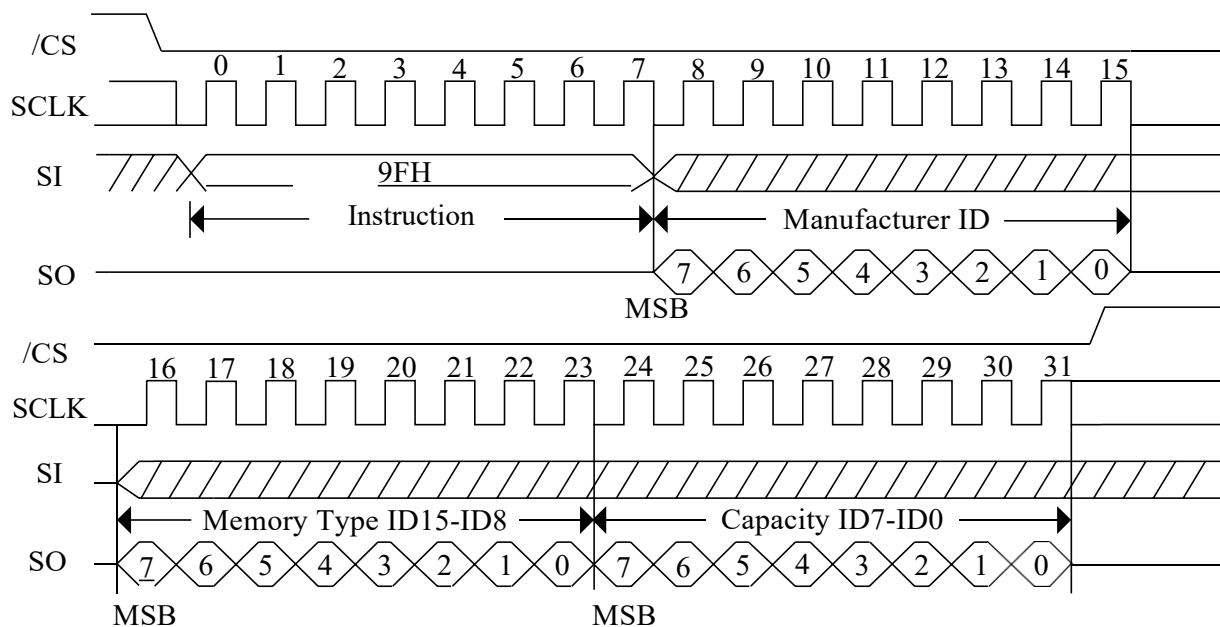 /CS
0 1 2 3 4 5 6 7 8 9 10 11 12 13 14 15
SCLK
SI 9FH
Instruction Manufacturer ID
SO 7 6 5 4 3 2 1 0
MSB
/CS
16 17 18 19 20 21 22 23 24 25 26 27 28 29 30 31
SCLK
SI
Memory Type ID15-ID8 Capacity ID7-ID0
SO 7 6 5 4 3 2 1 0 7 6 5 4 3 2 1 0
MSB MSB